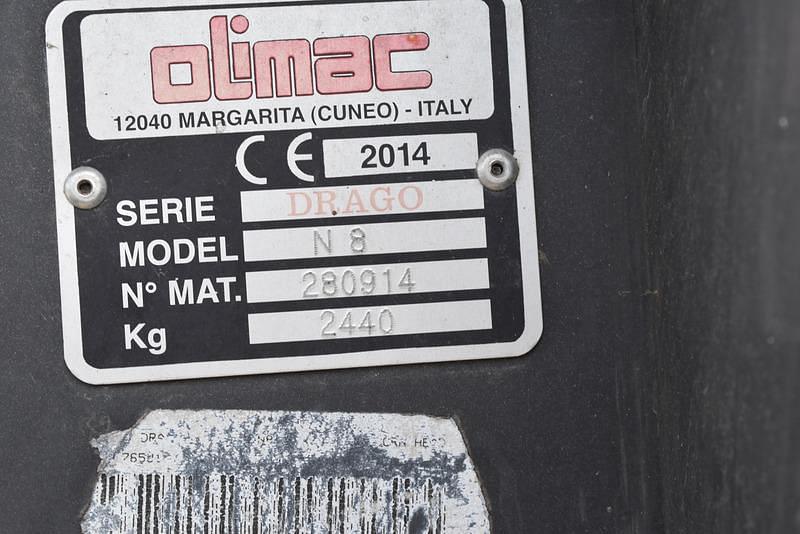 olimac
12040 MARGARITA (CUNEO) - ITALY
CE 2014
SERIE DRAGO
MODEL N 8
N° MAT. 280914
Kg 2440